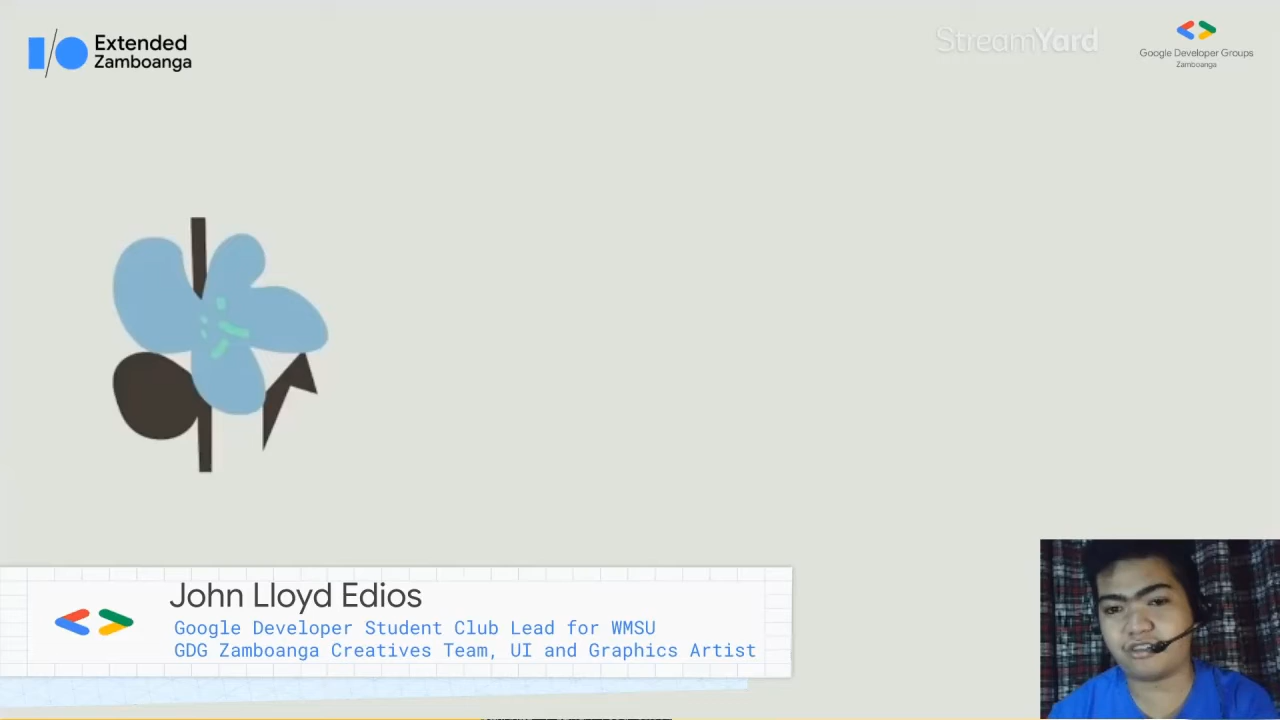 Extended
Zamboanga
StreamYard
Google Developer Groups
Zamboanga
John Lloyd Edios
Google Developer Student Club Lead for WMSU
GDG Zamboanga Creatives Team, UI and Graphics Artist